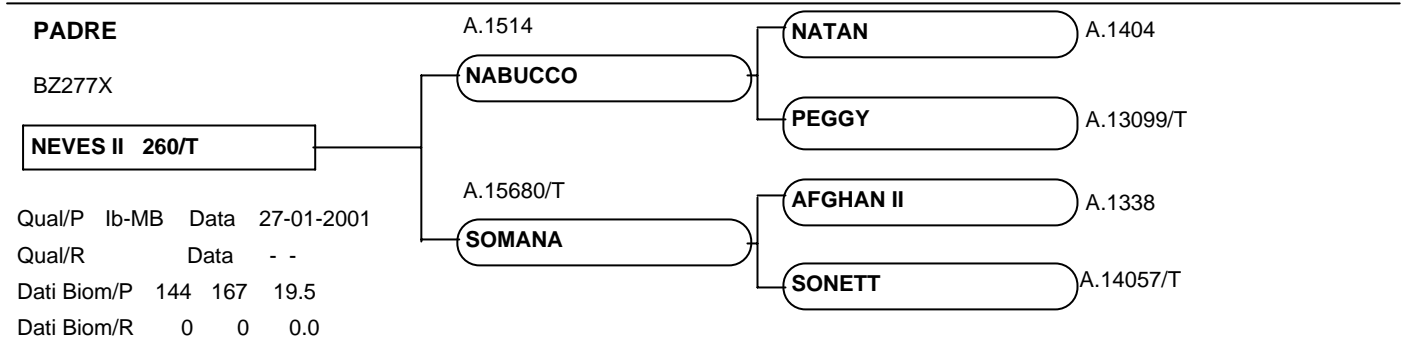 PADRE
BZ277X
NEVES II 260/T
Qual/P Ib-MB Data 27-01-2001
Qual/R Data - -
Dati Biom/P 144 167 19.5
Dati Biom/R 0 0 0.0
A.1514
NABUCCO
A.15680/T
SOMANA
NATAN A.1404
PEGGY A.13099/T
AFGHAN II A.1338
SONETT A.14057/T